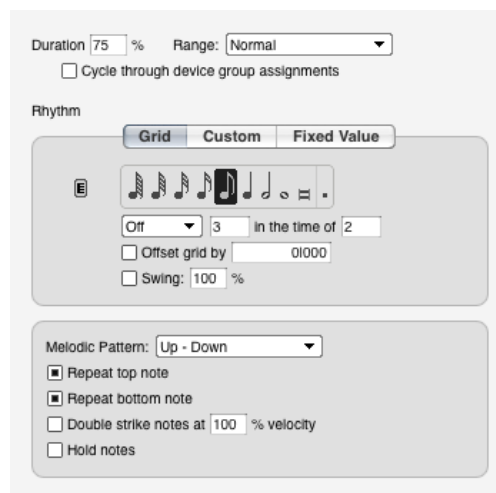 Duration 75 % Range: Normal
Cycle through device group assignments
Rhythm
Grid Custom Fixed Value
E
Off 3 in the time of 2
Offset grid by 0|000
Swing: 100 %
Melodic Pattern: Up - Down
Repeat top note
Repeat bottom note
Double strike notes at 100 % velocity
Hold notes